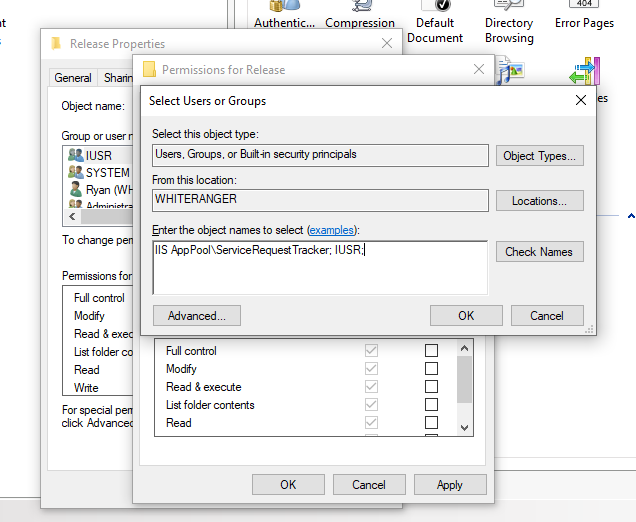 Authentic...
Compression
Default
Document
Directory
Browsing
404
Error Pages
Release Properties
General
Sharin
Object name:
Group or user n
IUSR
SYSTEM
Ryan (WH
Administra
To change per
Permissions for
Full control
Modify
Read & execute
List folder co
Read
Write
For special perm
click Advanced
Permissions for Release
Select Users or Groups
Select this object type:
Users, Groups, or Built-in security principals
Object Types...
From this location:
WHITERANGER
Locations...
Enter the object names to select (examples):
IIS AppPool\ServiceRequestTracker; IUSR;
Check Names
Advanced...
OK
Cancel
Full control
Modify
Read & execute
List folder contents
Read
OK
Cancel
Apply